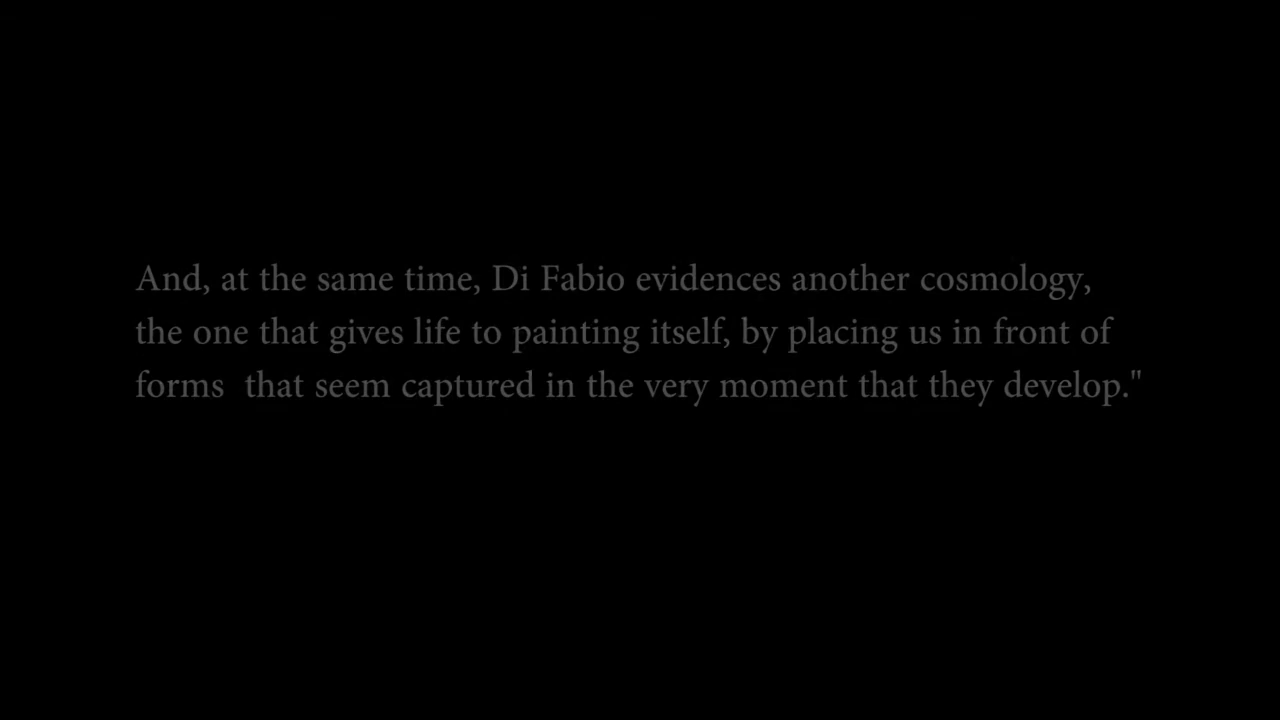 And, at the same time, Di Fabio evidences another cosmology,
the one that gives life to painting itself, by placing us in front of
forms  that seem captured in the very moment that they develop."